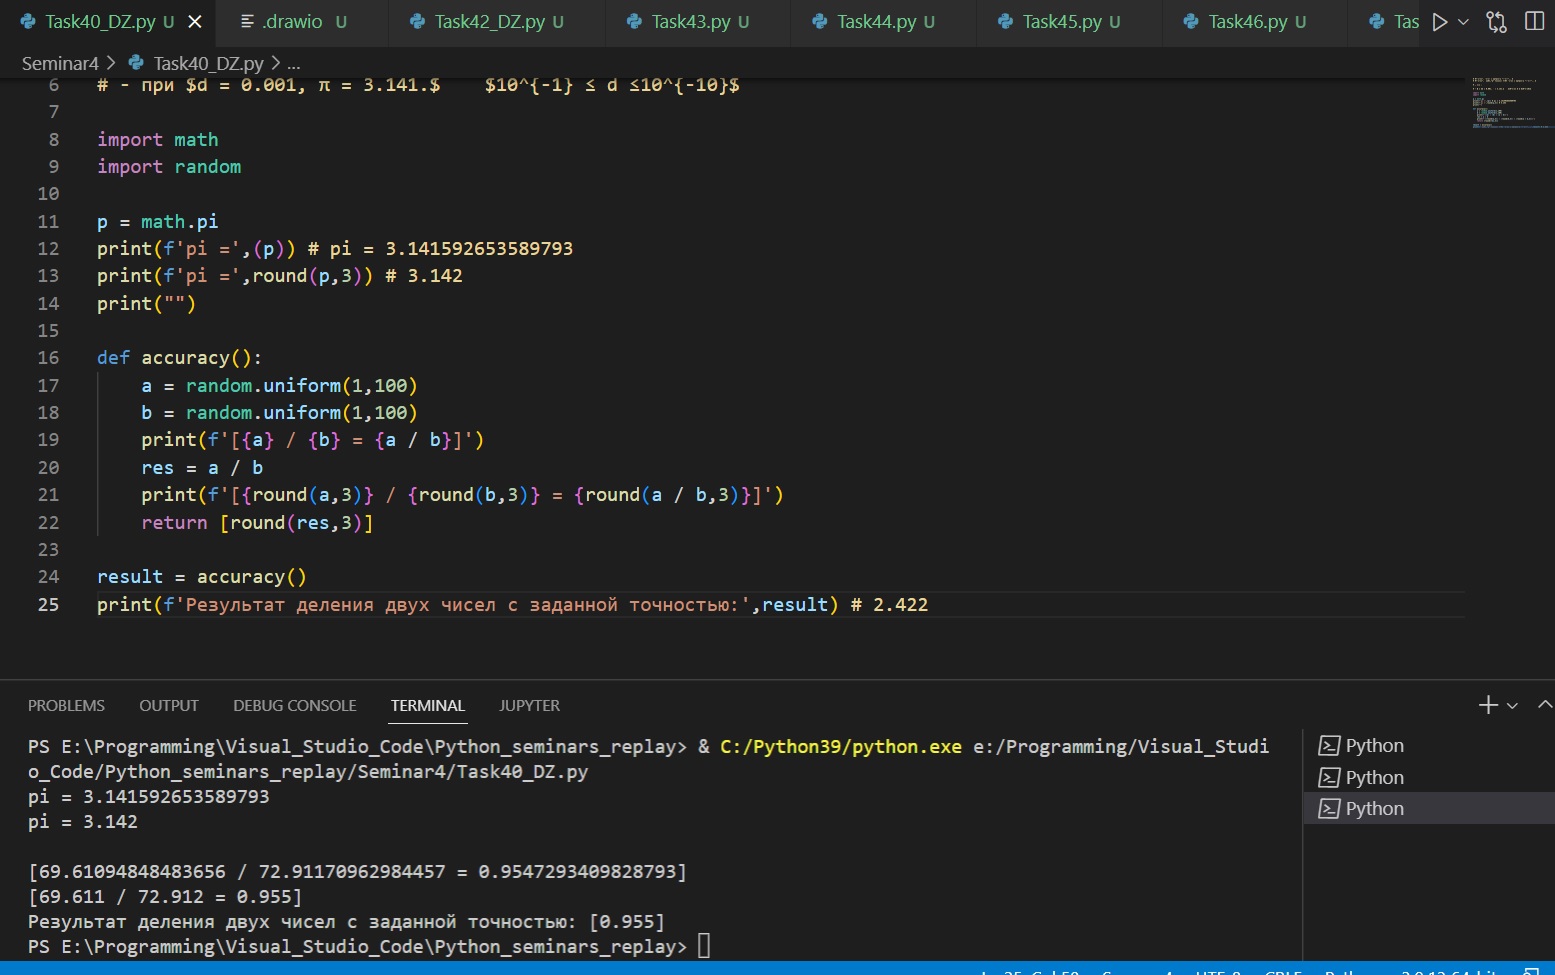 Task40_DZ.py U .drawio U Task42_DZ.py U Task43.py U Task44.py U Task45.py U Task46.py U Tas
Seminar4 > Task40_DZ.py > ...
6 # - при $d = 0.001, π = 3.141.$    $10^{-1} ≤ d ≤10^{-10}$
7
8 import math
9 import random
10
11 p = math.pi
12 print(f'pi =',(p)) # pi = 3.141592653589793
13 print(f'pi =',round(p,3)) # 3.142
14 print("")
15
16 def accuracy():
17     a = random.uniform(1,100)
18     b = random.uniform(1,100)
19     print(f'[{a} / {b} = {a / b}]')
20     res = a / b
21     print(f'[{round(a,3)} / {round(b,3)} = {round(a / b,3)}]')
22     return [round(res,3)]
23
24 result = accuracy()
25 print(f'Результат деления двух чисел с заданной точностью:',result) # 2.422
PROBLEMS OUTPUT DEBUG CONSOLE TERMINAL JUPYTER
PS E:\Programming\Visual_Studio_Code\Python_seminars_replay> & C:/Python39/python.exe e:/Programming/Visual_Studi
o_Code/Python_seminars_replay/Seminar4/Task40_DZ.py
pi = 3.141592653589793
pi = 3.142
[69.61094848483656 / 72.91170962984457 = 0.9547293409828793]
[69.611 / 72.912 = 0.955]
Результат деления двух чисел с заданной точностью: [0.955]
PS E:\Programming\Visual_Studio_Code\Python_seminars_replay>
Python
Python
Python